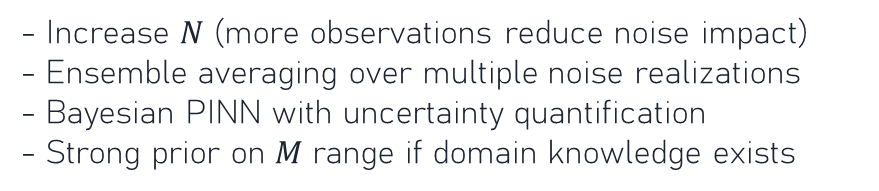 – Increase N (more observations reduce noise impact)
– Ensemble averaging over multiple noise realizations
– Bayesian PINN with uncertainty quantification
– Strong prior on M range if domain knowledge exists